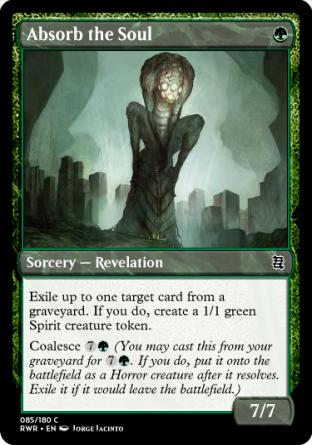 Absorb the Soul
Sorcery — Revelation
Exile up to one target card from a
graveyard. If you do, create a 1/1 green
Spirit creature token.
Coalesce 7 (You may cast this from your
graveyard for 7 . If you do, put it onto the
battlefield as a Horror creature after it resolves.
Exile it if it would leave the battlefield.)
7/7
085/180 C
RWR • EN Jorge Jacinto